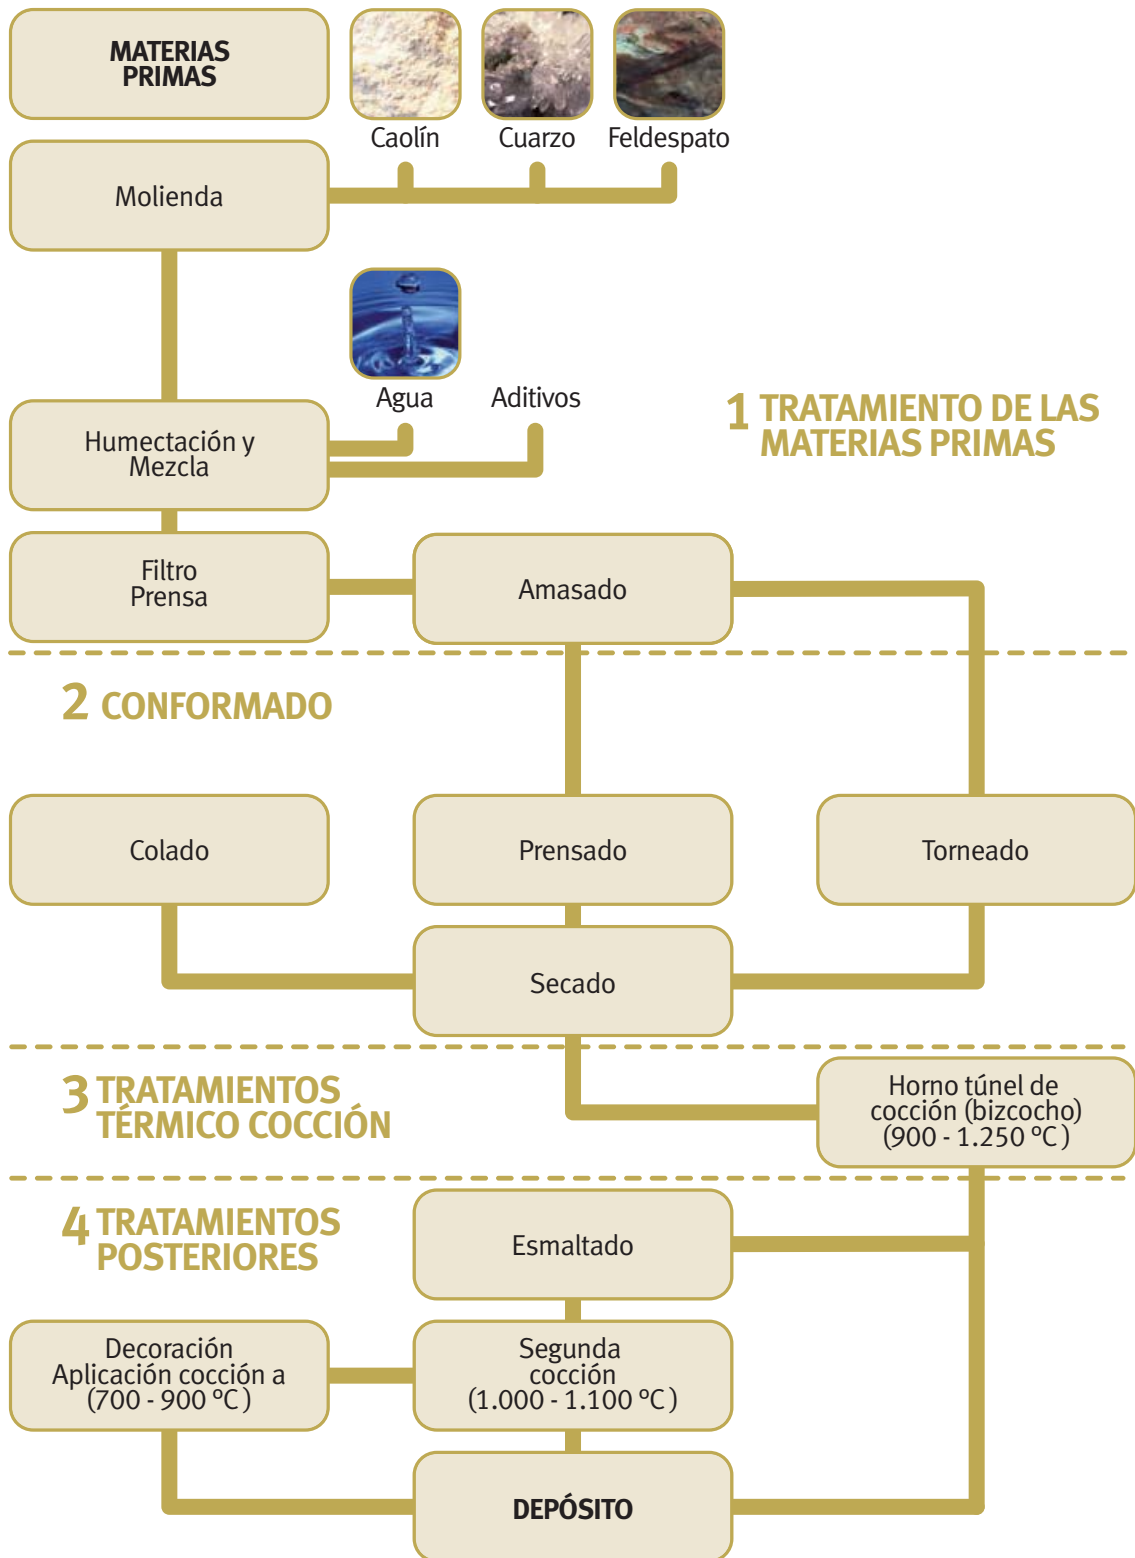 MATERIAS
PRIMAS
Caolín
Cuarzo
Feldespato
Molienda
Agua
Aditivos
1 TRATAMIENTO DE LAS
MATERIAS PRIMAS
Humectación y
Mezcla
Filtro
Prensa
Amasado
2 CONFORMADO
Colado
Prensado
Torneado
Secado
3 TRATAMIENTOS
TÉRMICO COCCIÓN
Horno túnel de
cocción (bizcocho)
(900 - 1.250 ºC)
4 TRATAMIENTOS
POSTERIORES
Esmaltado
Decoración
Aplicación cocción a
(700 - 900 ºC)
Segunda
cocción
(1.000 - 1.100 ºC)
DEPÓSITO